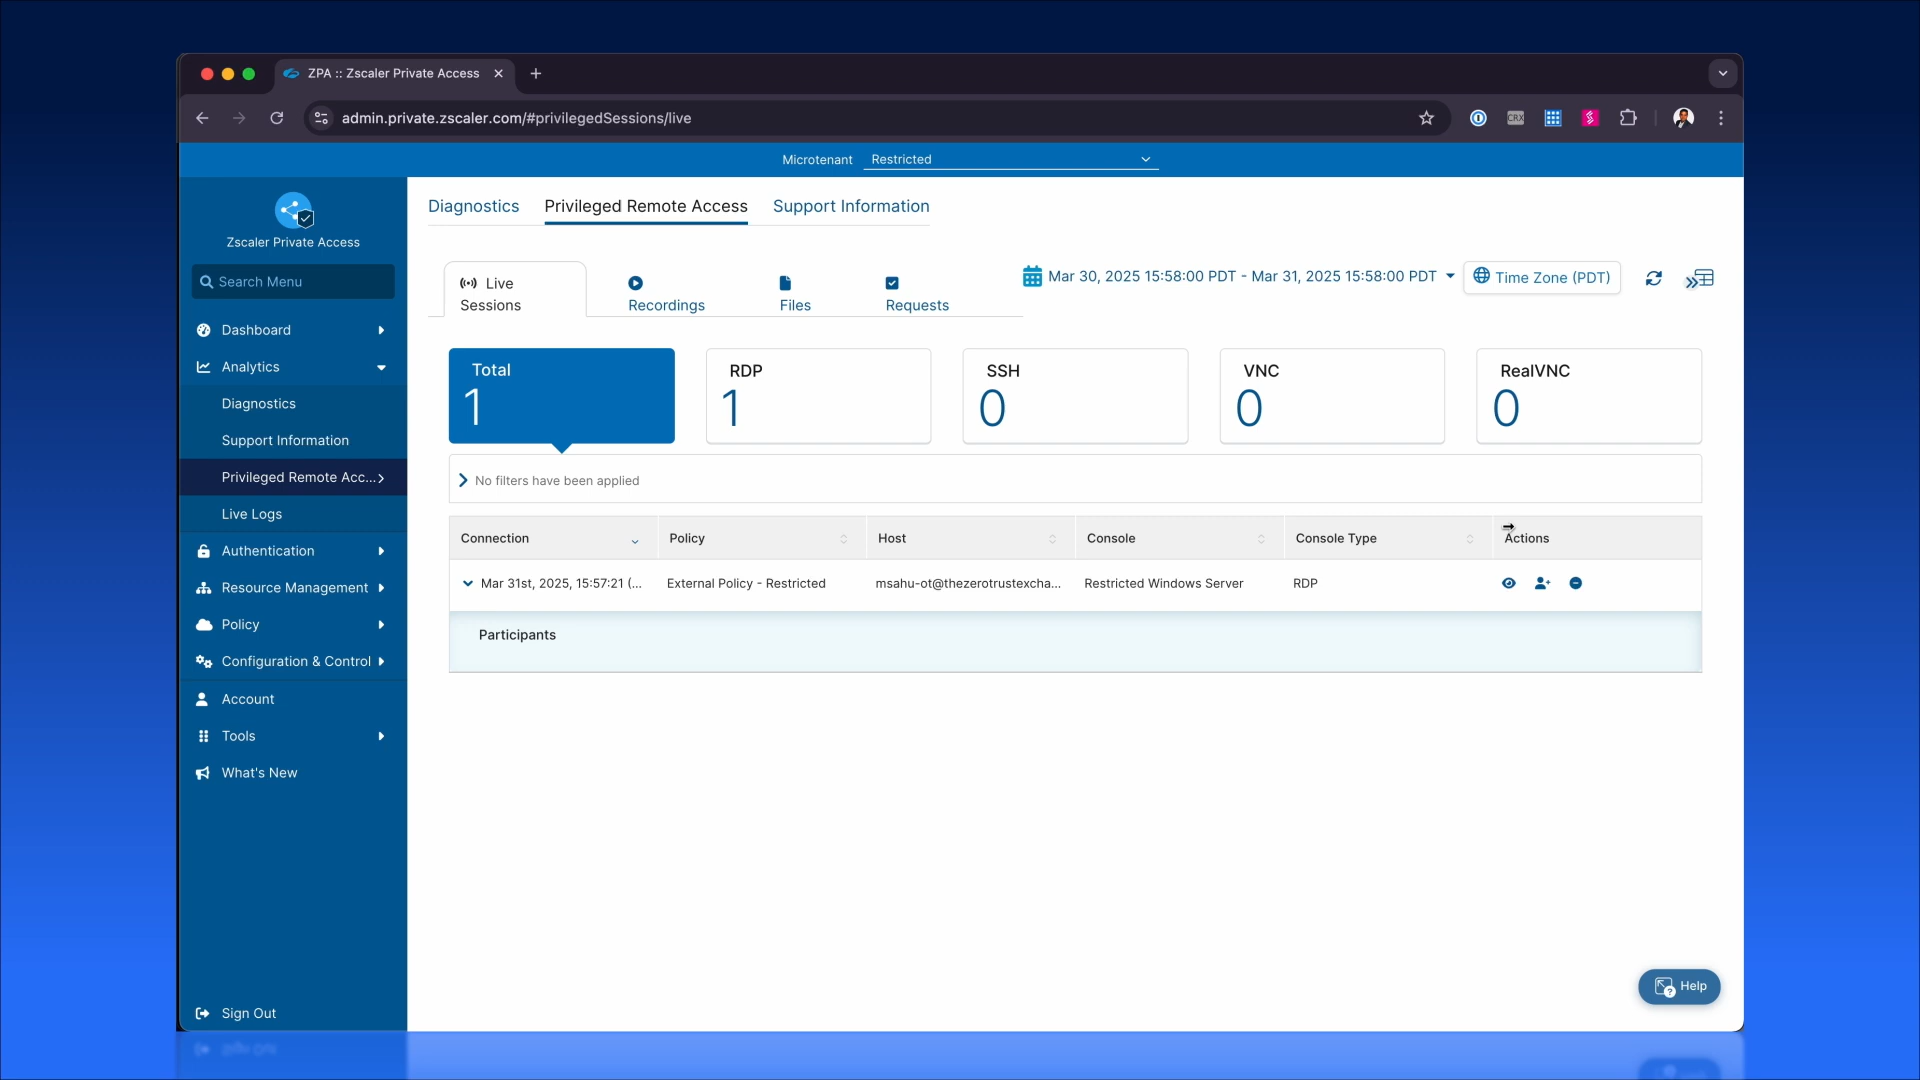 ZPA :: Zscaler Private Access
admin.private.zscaler.com/#privilegedSessions/live
Microtenant Restricted
Zscaler Private Access
Search Menu
Dashboard
Analytics
Diagnostics
Support Information
Privileged Remote Acc...
Live Logs
Authentication
Resource Management
Policy
Configuration & Control
Account
Tools
What's New
Sign Out
Diagnostics Privileged Remote Access Support Information
Live Sessions
Recordings
Files
Requests
Mar 30, 2025 15:58:00 PDT - Mar 31, 2025 15:58:00 PDT
Time Zone (PDT)
Total
1
RDP
1
SSH
0
VNC
0
RealVNC
0
No filters have been applied
Connection Policy Host Console Console Type Actions
Mar 31st, 2025, 15:57:21 (... External Policy - Restricted msahu-ot@thezerotrustexcha... Restricted Windows Server RDP
Participants
Help